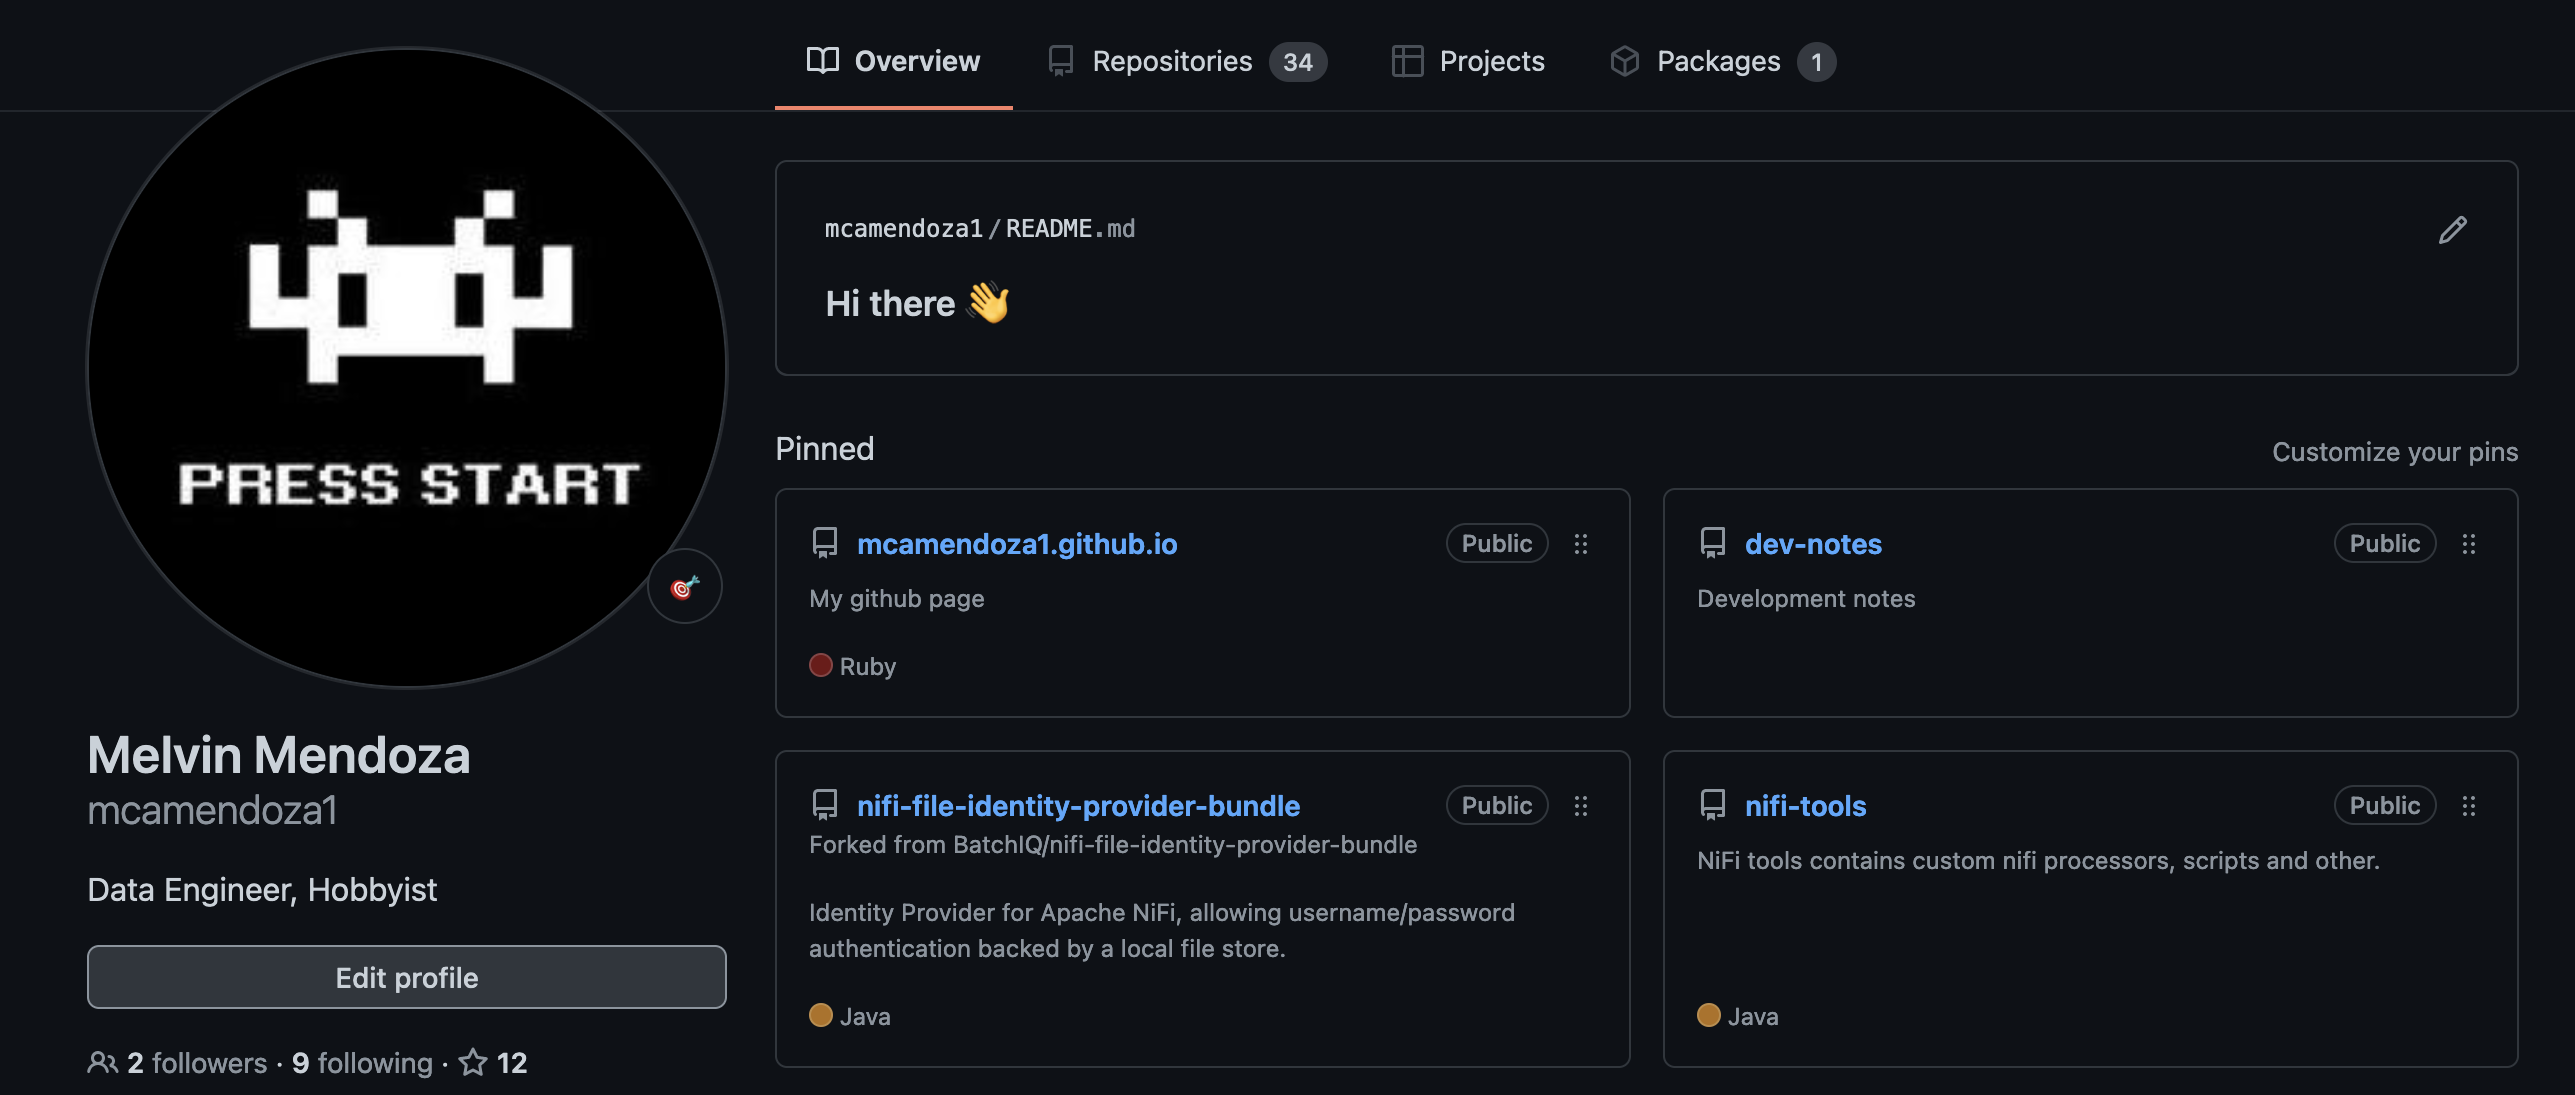 Overview
Repositories 34
Projects
Packages 1
PRESS START
Melvin Mendoza
mcamendoza1
Data Engineer, Hobbyist
Edit profile
2 followers · 9 following · 12
mcamendoza1/README.md
Hi there 👋
Pinned
Customize your pins
mcamendoza1.github.io
Public
My github page
Ruby
dev-notes
Public
Development notes
nifi-file-identity-provider-bundle
Public
Forked from BatchIQ/nifi-file-identity-provider-bundle
Identity Provider for Apache NiFi, allowing username/password
authentication backed by a local file store.
Java
nifi-tools
Public
NiFi tools contains custom nifi processors, scripts and other.
Java